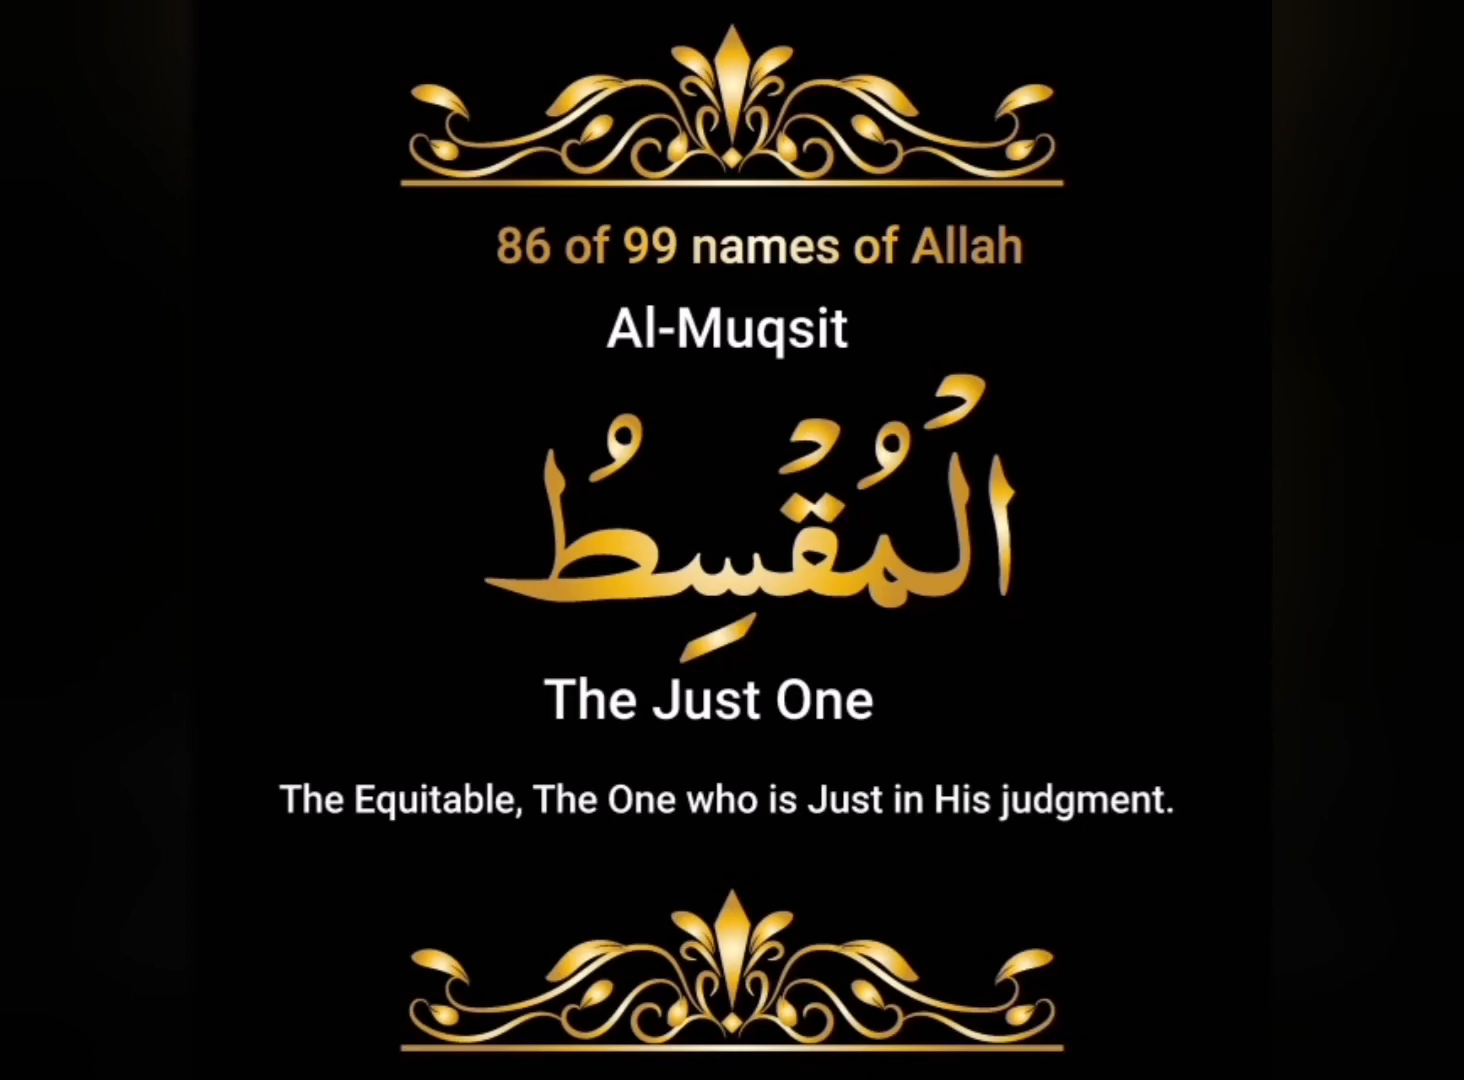 86 of 99 names of Allah
Al-Muqsit
الْمُقْسِطُ
The Just One
The Equitable, The One who is Just in His judgment.